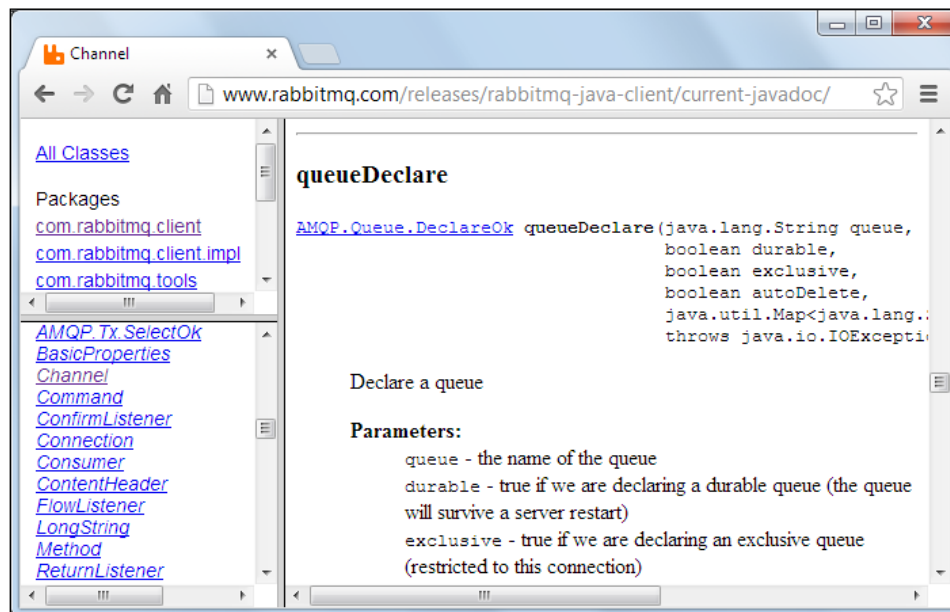 Channel
www.rabbitmq.com/releases/rabbitmq-java-client/current-javadoc/
All Classes
Packages
com.rabbitmq.client
com.rabbitmq.client.impl
com.rabbitmq.tools
AMQP.Tx.SelectOk
BasicProperties
Channel
Command
ConfirmListener
Connection
Consumer
ContentHeader
FlowListener
LongString
Method
ReturnListener
queueDeclare
AMQP.Queue.DeclareOk queueDeclare(java.lang.String queue,
boolean durable,
boolean exclusive,
boolean autoDelete,
java.util.Map<java.lang.
throws java.io.IOExcepti
Declare a queue
Parameters:
queue - the name of the queue
durable - true if we are declaring a durable queue (the queue
will survive a server restart)
exclusive - true if we are declaring an exclusive queue
(restricted to this connection)